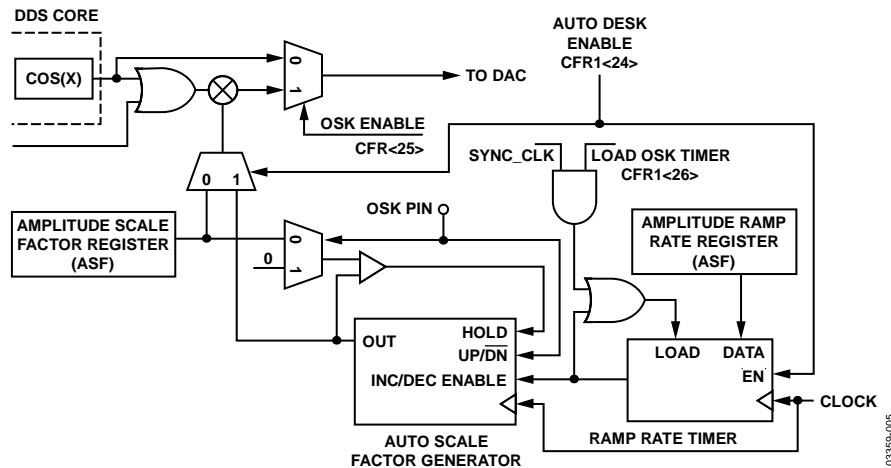 DDS CORE
COS(X)
0
1
TO DAC
OSK ENABLE
CFR<25>
AUTO DESK
ENABLE
CFR1<24>
SYNC_CLK
LOAD OSK TIMER
CFR1<26>
0 1
OSK PIN
AMPLITUDE SCALE
FACTOR REGISTER
(ASF)
0
1
0
AMPLITUDE RAMP
RATE REGISTER
(ASF)
OUT
HOLD
UP/DN
INC/DEC ENABLE
AUTO SCALE
FACTOR GENERATOR
LOAD DATA
EN
CLOCK
RAMP RATE TIMER
03359-005